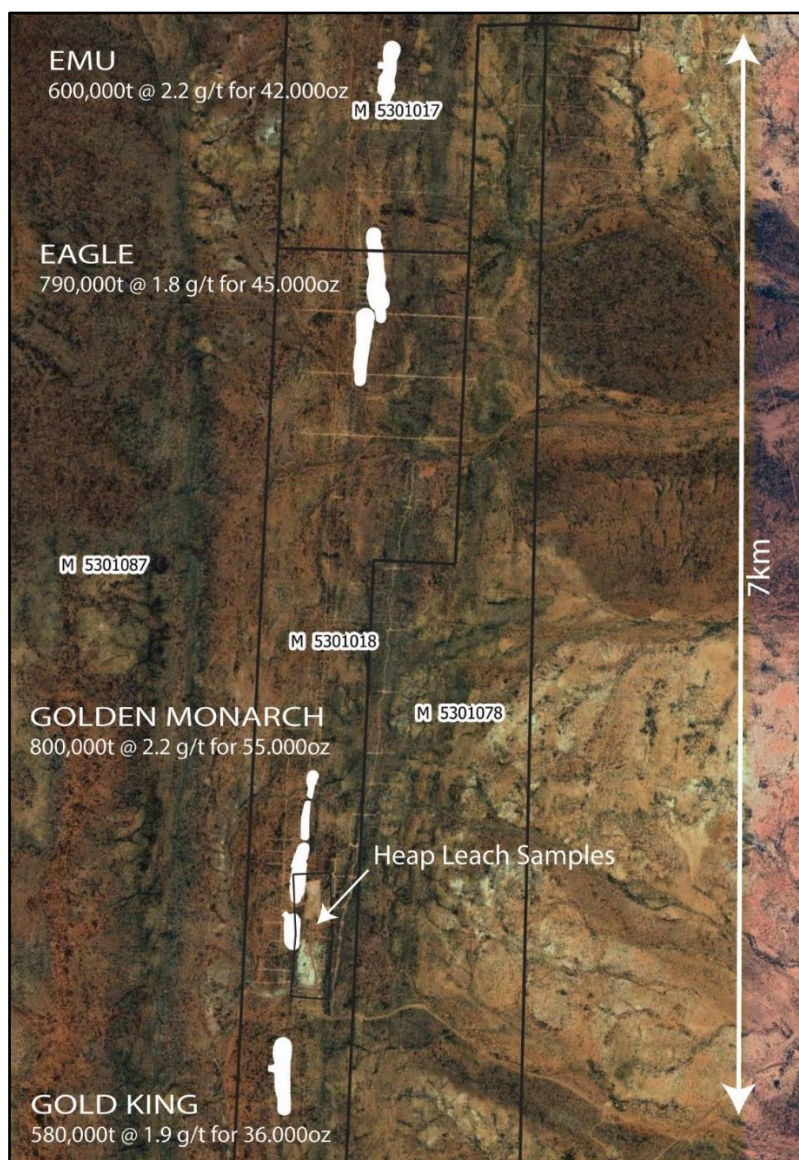 EMU
600,000t @ 2.2 g/t for 42.000oz
M 5301017
EAGLE
790,000t @ 1.8 g/t for 45.000oz
7km
M 5301087
M 5301018
M 5301078
GOLDEN MONARCH
800,000t @ 2.2 g/t for 55.000oz
Heap Leach Samples
GOLD KING
580,000t @ 1.9 g/t for 36.000oz